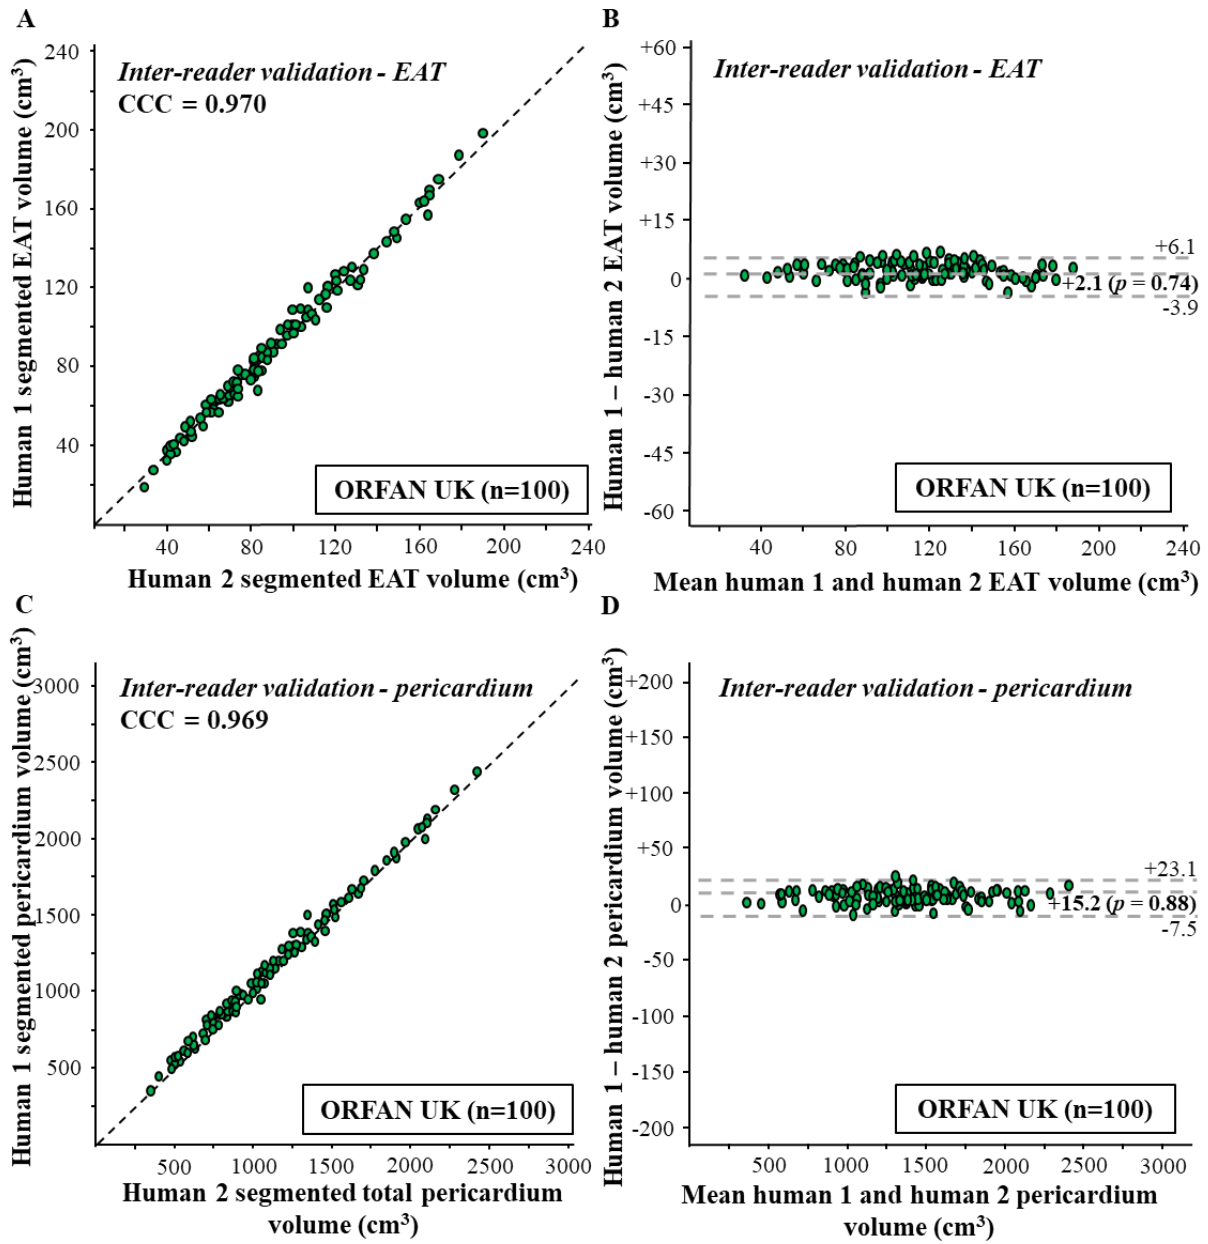 A
Human 1 segmented EAT volume (cm³)
240
200
160
120
80
40
Inter-reader validation - EAT
CCC = 0.970
ORFAN UK (n=100)
40 80 120 160 200 240
Human 2 segmented EAT volume (cm³)
B
Human 1 – human 2 EAT volume (cm³)
+60
+45
+30
+15
0
-15
-30
-45
-60
Inter-reader validation - EAT
+6.1
+2.1 (p = 0.74)
-3.9
ORFAN UK (n=100)
40 80 120 160 200 240
Mean human 1 and human 2 EAT volume (cm³)
C
Human 1 segmented pericardium volume (cm³)
3000
2500
2000
1500
1000
500
Inter-reader validation - pericardium
CCC = 0.969
ORFAN UK (n=100)
500 1000 1500 2000 2500 3000
Human 2 segmented total pericardium
volume (cm³)
D
Human 1 – human 2 pericardium volume (cm³)
+200
+150
+100
+50
0
-50
-100
-150
-200
Inter-reader validation - pericardium
+23.1
+15.2 (p = 0.88)
-7.5
ORFAN UK (n=100)
500 1000 1500 2000 2500 3000
Mean human 1 and human 2 pericardium
volume (cm³)